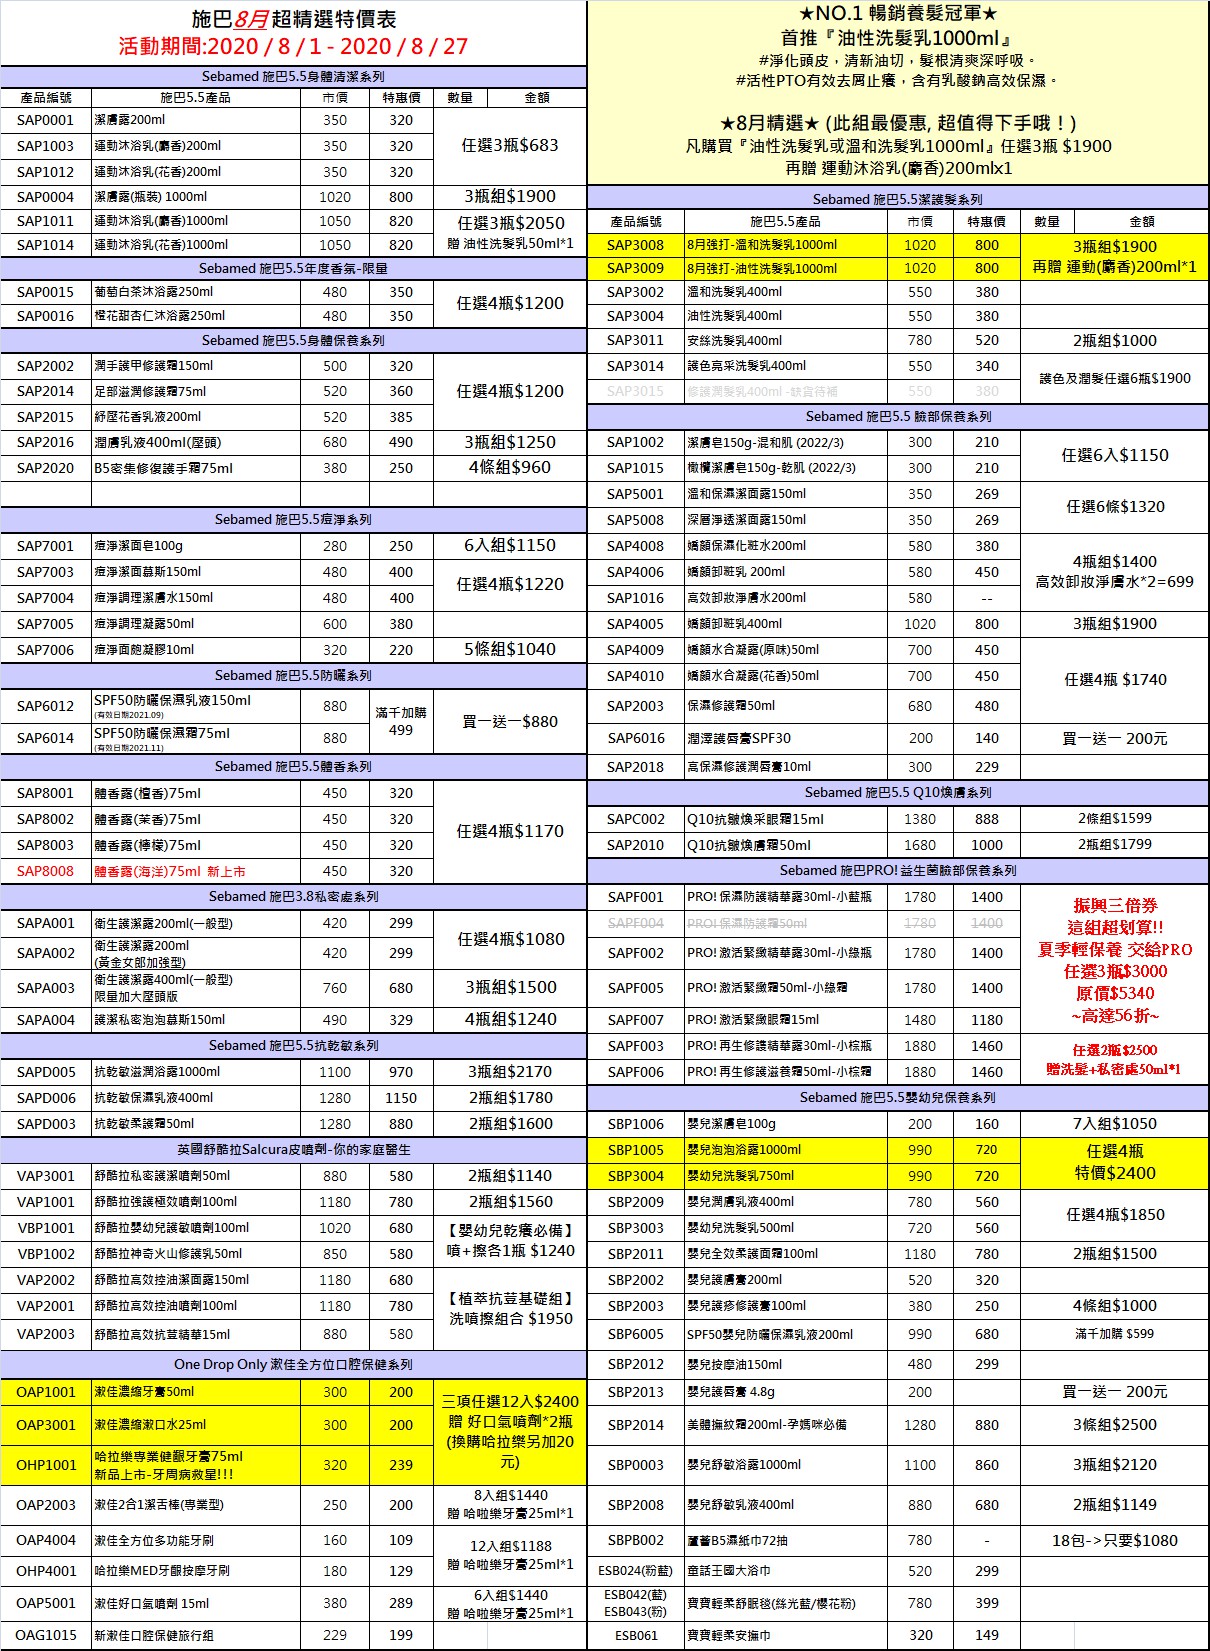 施巴8月超精選特價表
活動期間:2020 / 8 / 1 - 2020 / 8 / 27
Sebamed 施巴5.5身體清潔系列
產品編號 施巴5.5產品 市價 特惠價 數量 金額
SAP0001 潔膚露200ml 350 320
SAP1003 運動沐浴乳(麝香)200ml 350 320 任選3瓶$683
SAP1012 運動沐浴乳(花香)200ml 350 320
SAP0004 潔膚露(瓶裝) 1000ml 1020 800 3瓶組$1900
SAP1011 運動沐浴乳(麝香)1000ml 1050 820 任選3瓶$2050
SAP1014 運動沐浴乳(花香)1000ml 1050 820 贈 油性洗髮乳50ml*1
Sebamed 施巴5.5年度香氛-限量
SAP0015 葡萄白茶沐浴露250ml 480 350 任選4瓶$1200
SAP0016 橙花甜杏仁沐浴露250ml 480 350
Sebamed 施巴5.5身體保養系列
SAP2002 潤手護甲修護霜150ml 500 320
SAP2014 足部滋潤修護霜75ml 520 360 任選4瓶$1200
SAP2015 紓壓花香乳液200ml 520 385
SAP2016 潤膚乳液400ml(壓頭) 680 490 3瓶組$1250
SAP2020 B5密集修復護手霜75ml 380 250 4條組$960
Sebamed 施巴5.5痘淨系列
SAP7001 痘淨潔面皂100g 280 250 6入組$1150
SAP7003 痘淨潔面慕斯150ml 480 400 任選4瓶$1220
SAP7004 痘淨調理潔膚水150ml 480 400
SAP7005 痘淨調理凝露50ml 600 380
SAP7006 痘淨面皰凝膠10ml 320 220 5條組$1040
Sebamed 施巴5.5防曬系列
SAP6012 SPF50防曬保濕乳液150ml 880 滿千加購 499 買一送一$880
(有效日期2021.09)
SAP6014 SPF50防曬保濕霜75ml 880
(有效日期2021.11)
Sebamed 施巴5.5體香系列
SAP8001 體香露(檀香)75ml 450 320
SAP8002 體香露(茉香)75ml 450 320 任選4瓶$1170
SAP8003 體香露(檸檬)75ml 450 320
SAP8008 體香露(海洋)75ml 新上市 450 320
Sebamed 施巴3.8私密處系列
SAPA001 衛生護潔露200ml(一般型) 420 299 任選4瓶$1080
SAPA002 衛生護潔露200ml 420 299
(黃金女郎加強型)
SAPA003 衛生護潔露400ml(一般型) 760 680 3瓶組$1500
限量加大壓頭版
SAPA004 護潔私密泡泡慕斯150ml 490 329 4瓶組$1240
Sebamed 施巴5.5抗乾敏系列
SAPD005 抗乾敏滋潤浴露1000ml 1100 970 3瓶組$2170
SAPD006 抗乾敏保濕乳液400ml 1280 1150 2瓶組$1780
SAPD003 抗乾敏柔護霜50ml 1280 880 2瓶組$1600
英國舒酷拉Salcura皮噴劑-你的家庭醫生
VAP3001 舒酷拉私密護潔噴劑50ml 880 580 2瓶組$1140
VAP1001 舒酷拉強護極效噴劑100ml 1180 780 2瓶組$1560
VBP1001 舒酷拉嬰幼兒護敏噴劑100ml 1020 680 【嬰幼兒乾癢必備】
VBP1002 舒酷拉神奇火山修護乳50ml 850 580 噴+擦各1瓶 $1240
VAP2002 舒酷拉高效控油潔面露150ml 1180 680
VAP2001 舒酷拉高效控油噴劑100ml 1180 780 【植萃抗荳基礎組】
洗噴擦組合 $1950
VAP2003 舒酷拉高效抗荳精華15ml 880 580
One Drop Only 漱佳全方位口腔保健系列
OAP1001 漱佳濃縮牙膏50ml 300 200 三項任選12入$2400
贈 好口氣噴劑*2瓶
OAP3001 漱佳濃縮漱口水25ml 300 200 (換購哈拉樂另加20
元)
OHP1001 哈拉樂專業健齦牙膏75ml 320 239
新品上市-牙周病救星!!!
OAP2003 漱佳2合1潔舌棒(專業型) 250 200 8入組$1440
贈 哈啦樂牙膏25ml*1
OAP4004 漱佳全方位多功能牙刷 160 109 12入組$1188
OHP4001 哈拉樂MED牙齦按摩牙刷 180 129 贈 哈啦樂牙膏25ml*1
OAP5001 漱佳好口氣噴劑 15ml 380 289 6入組$1440
贈 哈啦樂牙膏25ml*1
OAG1015 新漱佳口腔保健旅行組 229 199
★NO.1 暢銷養髮冠軍★
首推『油性洗髮乳1000ml』
#淨化頭皮，清新油切，髮根清爽深呼吸。
#活性PTO有效去屑止癢，含有乳酸鈉高效保濕。
★8月精選★ (此組最優惠, 超值得下手哦！)
凡購買『油性洗髮乳或溫和洗髮乳1000ml』任選3瓶 $1900
再贈 運動沐浴乳(麝香)200mlx1
Sebamed 施巴5.5潔護髮系列
產品編號 施巴5.5產品 市價 特惠價 數量 金額
SAP3008 8月強打-溫和洗髮乳1000ml 1020 800 3瓶組$1900
SAP3009 8月強打-油性洗髮乳1000ml 1020 800 再贈 運動(麝香)200ml*1
SAP3002 溫和洗髮乳400ml 550 380
SAP3004 油性洗髮乳400ml 550 380
SAP3011 安絲洗髮乳400ml 780 520 2瓶組$1000
SAP3014 護色亮采洗髮乳400ml 550 340 護色及潤髮任選6瓶$1900
SAP3015 修護潤髮乳400ml -缺貨待補 550 380
Sebamed 施巴5.5 臉部保養系列
SAP1002 潔膚皂150g-混和肌 (2022/3) 300 210 任選6入$1150
SAP1015 橄欖潔膚皂150g-乾肌 (2022/3) 300 210
SAP5001 溫和保濕潔面露150ml 350 269 任選6條$1320
SAP5008 深層淨透潔面露150ml 350 269
SAP4008 嬌顏保濕化粧水200ml 580 380 4瓶組$1400
SAP4006 嬌顏卸粧乳 200ml 580 450 高效卸妝淨膚水*2=699
SAP1016 高效卸妝淨膚水200ml 580 --
SAP4005 嬌顏卸粧乳400ml 1020 800 3瓶組$1900
SAP4009 嬌顏水合凝露(原味)50ml 700 450
SAP4010 嬌顏水合凝露(花香)50ml 700 450 任選4瓶 $1740
SAP2003 保濕修護霜50ml 680 480
SAP6016 潤澤護唇膏SPF30 200 140 買一送一 200元
SAP2018 高保濕修護潤唇膏10ml 300 229
Sebamed 施巴5.5 Q10煥膚系列
SAPC002 Q10抗皺煥采眼霜15ml 1380 888 2條組$1599
SAP2010 Q10抗皺煥膚霜50ml 1680 1000 2瓶組$1799
Sebamed 施巴PRO! 益生菌臉部保養系列
SAPF001 PRO! 保濕防護精華露30ml-小藍瓶 1780 1400 振興三倍券
SAPF004 PRO! 保濕防護霜50ml 1780 1400 這組超划算!!
SAPF002 PRO! 激活緊緻精華露30ml-小綠瓶 1780 1400 夏季輕保養 交給PRO
任選3瓶$3000
SAPF005 PRO! 激活緊緻霜50ml-小綠霜 1780 1400 原價$5340
SAPF007 PRO! 激活緊緻眼霜15ml 1480 1180 ~高達56折~
SAPF003 PRO! 再生修護精華露30ml-小棕瓶 1880 1460 任選2瓶$2500
SAPF006 PRO! 再生修護滋養霜50ml-小棕霜 1880 1460 贈洗髮+私密處50ml*1
Sebamed 施巴5.5嬰幼兒保養系列
SBP1006 嬰兒潔膚皂100g 200 160 7入組$1050
SBP1005 嬰兒泡泡浴露1000ml 990 720 任選4瓶
SBP3004 嬰幼兒洗髮乳750ml 990 720 特價$2400
SBP2009 嬰兒潤膚乳液400ml 780 560 任選4瓶$1850
SBP3003 嬰幼兒洗髮乳500ml 720 560
SBP2011 嬰兒全效柔護面霜100ml 1180 780 2瓶組$1500
SBP2002 嬰兒護膚膏200ml 520 320
SBP2003 嬰兒護疹修護膏100ml 380 250 4條組$1000
SBP6005 SPF50嬰兒防曬保濕乳液200ml 990 680 滿千加購 $599
SBP2012 嬰兒按摩油150ml 480 299
SBP2013 嬰兒護唇膏 4.8g 200 買一送一 200元
SBP2014 美體撫紋霜200ml-孕媽咪必備 1280 880 3條組$2500
SBP0003 嬰兒舒敏浴露1000ml 1100 860 3瓶組$2120
SBP2008 嬰兒舒敏乳液400ml 880 680 2瓶組$1149
SBPB002 蘆薈B5濕紙巾72抽 780 - 18包->只要$1080
ESB024(粉藍) 童話王國大浴巾 520 299
ESB042(藍) 寶寶輕柔舒眠毯(絲光藍/櫻花粉) 780 399
ESB043(粉)
ESB061 寶寶輕柔安撫巾 320 149